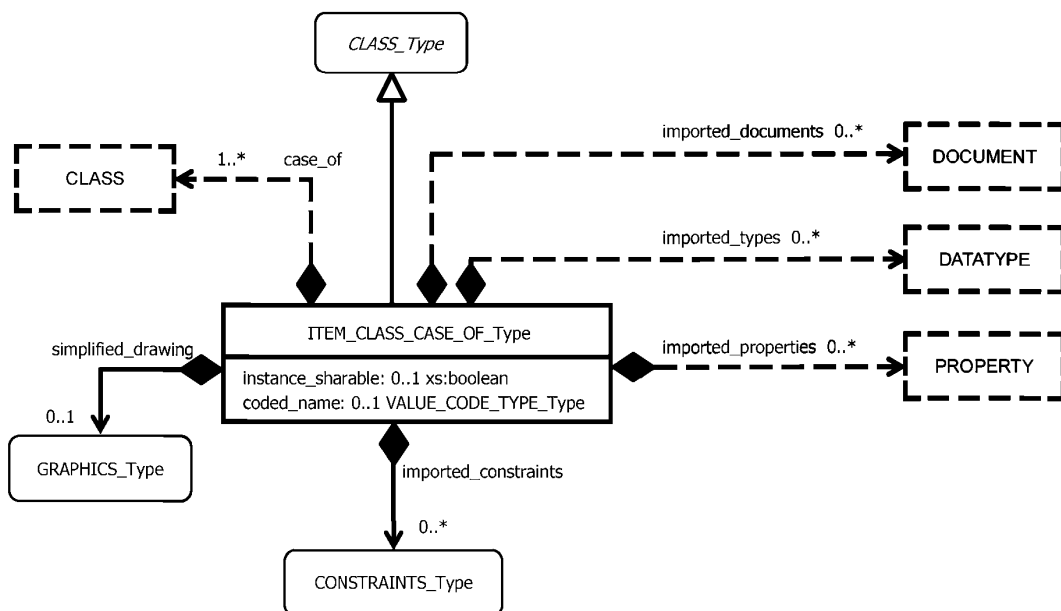 CLASS_Type
imported_documents 0..*
DOCUMENT
1..*
case_of
CLASS
imported_types 0..*
DATATYPE
ITEM_CLASS_CASE_OF_Type
simplified_drawing
imported_properties 0..*
PROPERTY
instance_sharable: 0..1 xs:boolean
coded_name: 0..1 VALUE_CODE_TYPE_Type
0..1
GRAPHICS_Type
imported_constraints
0..*
CONSTRAINTS_Type